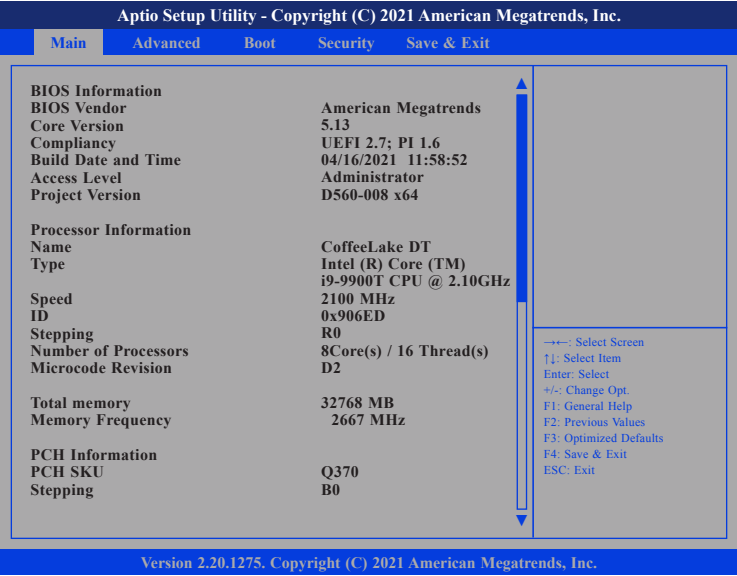 Aptio Setup Utility - Copyright (C) 2021 American Megatrends, Inc.
Main Advanced Boot Security Save & Exit
BIOS Information
BIOS Vendor American Megatrends
Core Version 5.13
Compliancy UEFI 2.7; PI 1.6
Build Date and Time 04/16/2021 11:58:52
Access Level Administrator
Project Version D560-008 x64
Processor Information
Name CoffeeLake DT
Type Intel (R) Core (TM)
i9-9900T CPU @ 2.10GHz
Speed 2100 MHz
ID 0x906ED
Stepping R0
Number of Processors 8Core(s) / 16 Thread(s)
Microcode Revision D2
Total memory 32768 MB
Memory Frequency 2667 MHz
PCH Information
PCH SKU Q370
Stepping B0
→←: Select Screen
↑↓: Select Item
Enter: Select
+/-: Change Opt.
F1: General Help
F2: Previous Values
F3: Optimized Defaults
F4: Save & Exit
ESC: Exit
Version 2.20.1275. Copyright (C) 2021 American Megatrends, Inc.